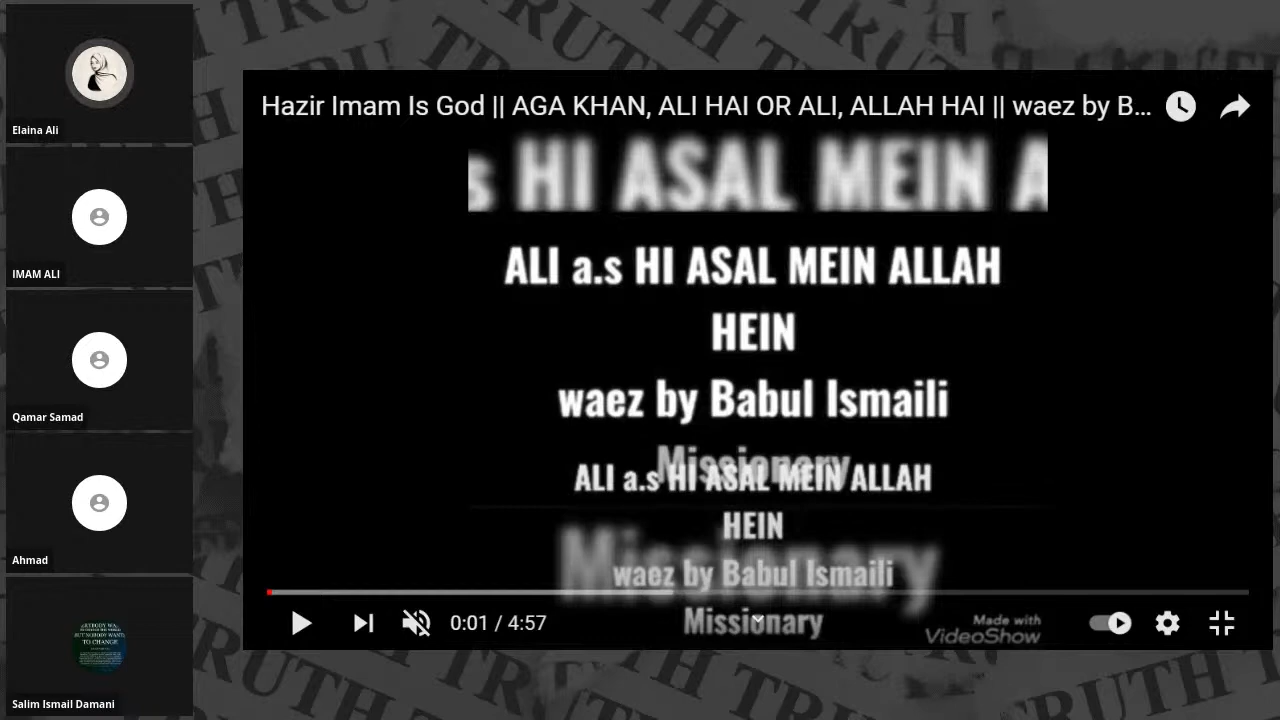 Elaina Ali
IMAM ALI
Qamar Samad
Ahmad
Salim Ismail Damani
Hazir Imam Is God || AGA KHAN, ALI HAI OR ALI, ALLAH HAI || waez by B...
s HI ASAL MEIN A
ALI a.s HI ASAL MEIN ALLAH
HEIN
waez by Babul Ismaili
Missionary
ALI a.s HI ASAL MEIN ALLAH
HEIN
Missionary
waez by Babul Ismaili
Missionary
0:01 / 4:57
Made with
VideoShow
TRUTH
TRUTH
TRUTH